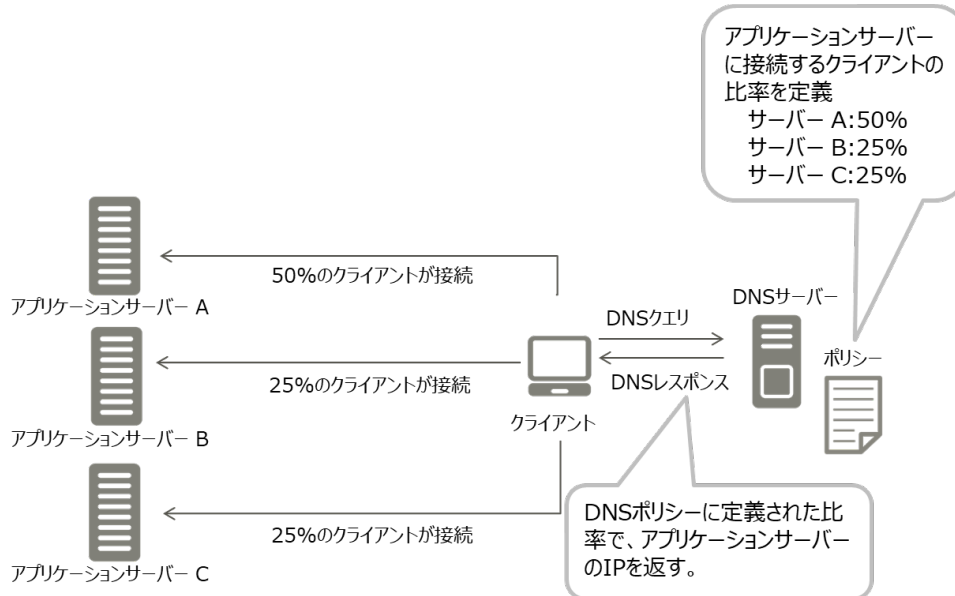 アプリケーションサーバー
に接続するクライアントの
比率を定義
サーバー A:50%
サーバー B:25%
サーバー C:25%
50%のクライアントが接続
アプリケーションサーバー A
DNSクエリ
DNSサーバー
25%のクライアントが接続
DNSレスポンス
ポリシー
クライアント
アプリケーションサーバー B
25%のクライアントが接続
DNSポリシーに定義された比
率で、アプリケーションサーバー
のIPを返す。
アプリケーションサーバー C